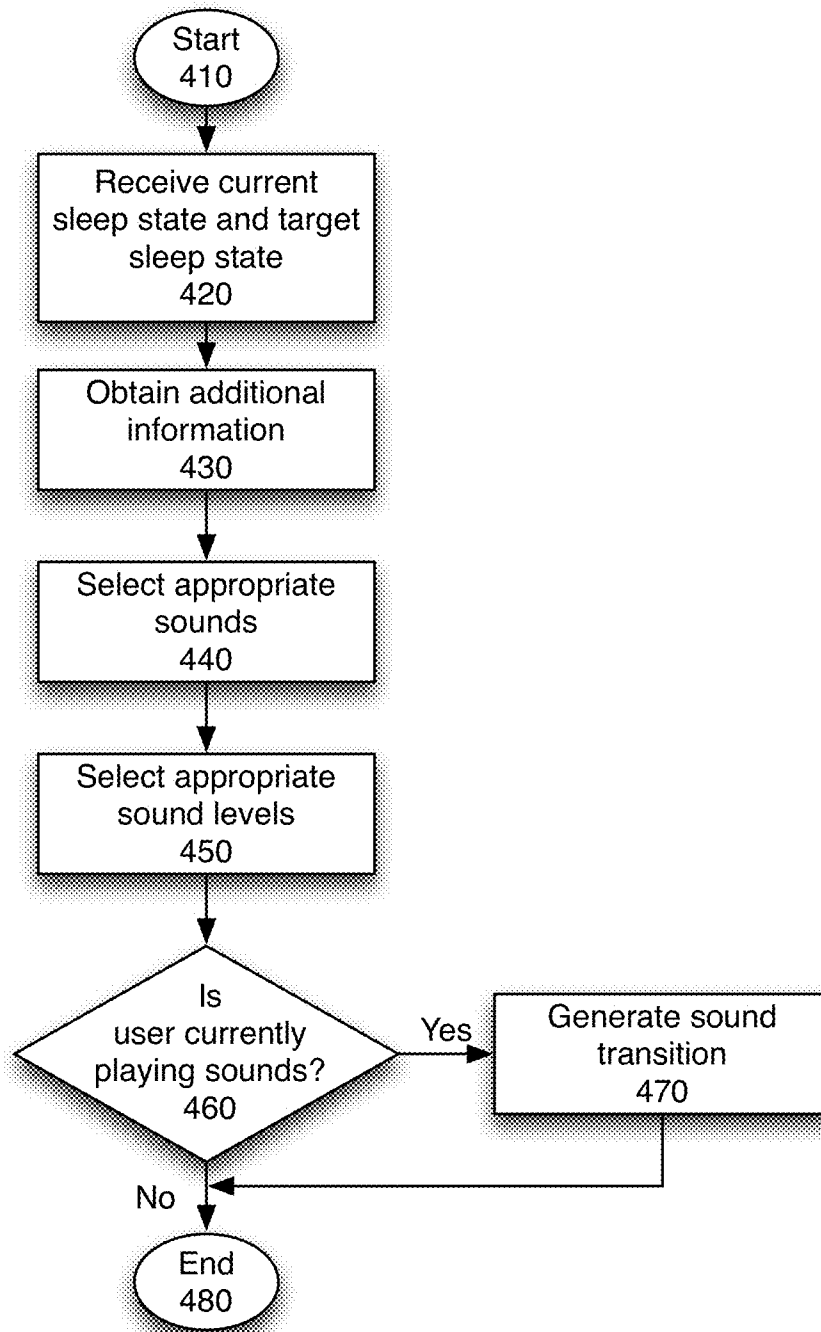 Start
410
Receive current
sleep state and target
sleep state
420
Obtain additional
information
430
Select appropriate
sounds
440
Select appropriate
sound levels
450
Is
user currently
playing sounds?
460
Yes
Generate sound
transition
470
No
End
480